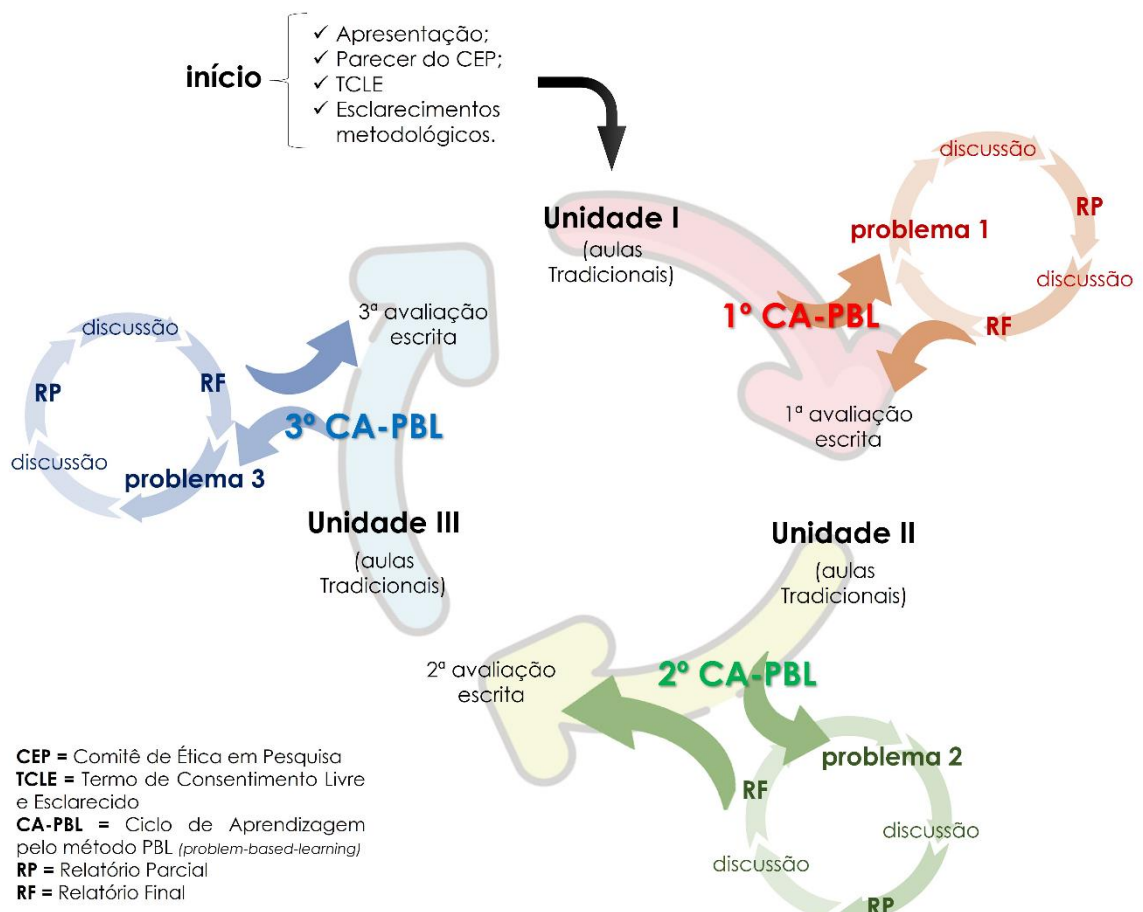 início
✓ Apresentação;
✓ Parecer do CEP;
✓ TCLE
✓ Esclarecimentos
metodológicos.
Unidade I
(aulas
Tradicionais)
1º CA-PBL
problema 1
discussão
RP
discussão
RF
1ª avaliação
escrita
Unidade II
(aulas
Tradicionais)
2º CA-PBL
problema 2
discussão
RP
discussão
RF
2ª avaliação
escrita
Unidade III
(aulas
Tradicionais)
3º CA-PBL
problema 3
discussão
RP
discussão
RF
3ª avaliação
escrita
CEP = Comitê de Ética em Pesquisa
TCLE = Termo de Consentimento Livre
e Esclarecido
CA-PBL = Ciclo de Aprendizagem
pelo método PBL (problem-based-learning)
RP = Relatório Parcial
RF = Relatório Final